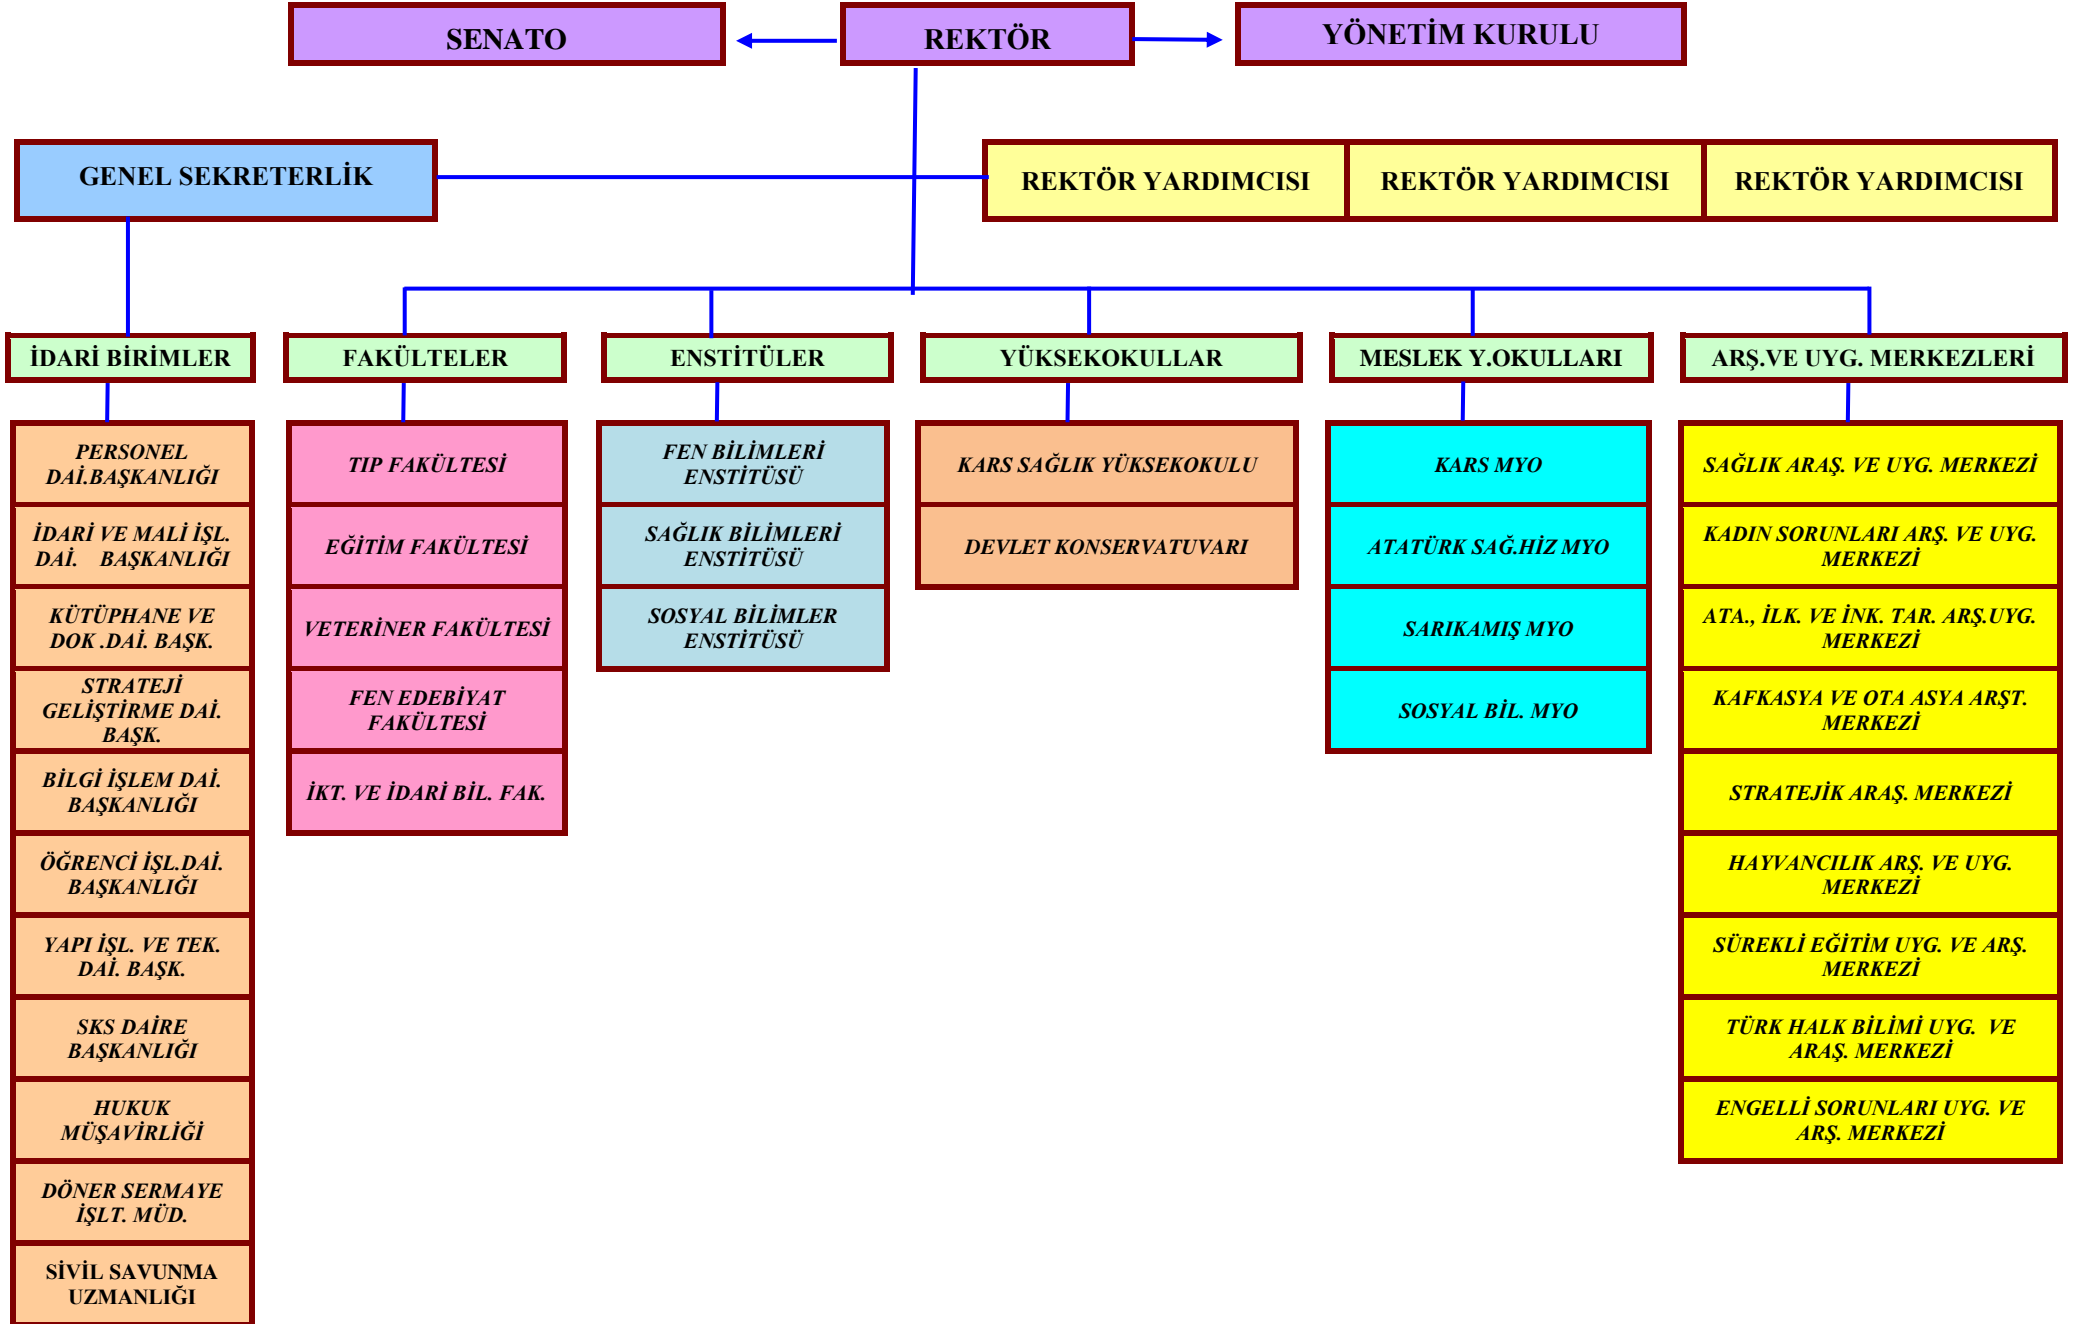 SENATO
REKTÖR
YÖNETİM KURULU
GENEL SEKRETERLİK
REKTÖR YARDIMCISI
REKTÖR YARDIMCISI
REKTÖR YARDIMCISI
İDARİ BİRİMLER
FAKÜLTELER
ENSTİTÜLER
YÜKSEKOKULLAR
MESLEK Y.OKULLARI
ARŞ.VE UYG. MERKEZLERİ
PERSONEL
DAİ.BAŞKANLIĞI
İDARİ VE MALİ İŞL.
DAİ. BAŞKANLIĞI
KÜTÜPHANE VE
DOK .DAİ. BAŞK.
STRATEJİ
GELİŞTİRME DAİ.
BAŞK.
BİLGİ İŞLEM DAİ.
BAŞKANLIĞI
ÖĞRENCİ İŞL.DAİ.
BAŞKANLIĞI
YAPI İŞL. VE TEK.
DAİ. BAŞK.
SKS DAİRE
BAŞKANLIĞI
HUKUK
MÜŞAVİRLİĞİ
DÖNER SERMAYE
İŞLT. MÜD.
SİVİL SAVUNMA
UZMANLIĞI
TIP FAKÜLTESİ
EĞİTİM FAKÜLTESİ
VETERİNER FAKÜLTESİ
FEN EDEBİYAT
FAKÜLTESİ
İKT. VE İDARİ BİL. FAK.
FEN BİLİMLERİ
ENSTİTÜSÜ
SAĞLIK BİLİMLERİ
ENSTİTÜSÜ
SOSYAL BİLİMLER
ENSTİTÜSÜ
KARS SAĞLIK YÜKSEKOKULU
DEVLET KONSERVATUVARI
KARS MYO
ATATÜRK SAĞ.HİZ MYO
SARIKAMIŞ MYO
SOSYAL BİL. MYO
SAĞLIK ARAŞ. VE UYG. MERKEZİ
KADIN SORUNLARI ARŞ. VE UYG.
MERKEZİ
ATA., İLK. VE İNK. TAR. ARŞ.UYG.
MERKEZİ
KAFKASYA VE OTA ASYA ARŞT.
MERKEZİ
STRATEJİK ARAŞ. MERKEZİ
HAYVANCILIK ARŞ. VE UYG.
MERKEZİ
SÜREKLİ EĞİTİM UYG. VE ARŞ.
MERKEZİ
TÜRK HALK BİLİMİ UYG. VE
ARAŞ. MERKEZİ
ENGELLİ SORUNLARI UYG. VE
ARŞ. MERKEZİ